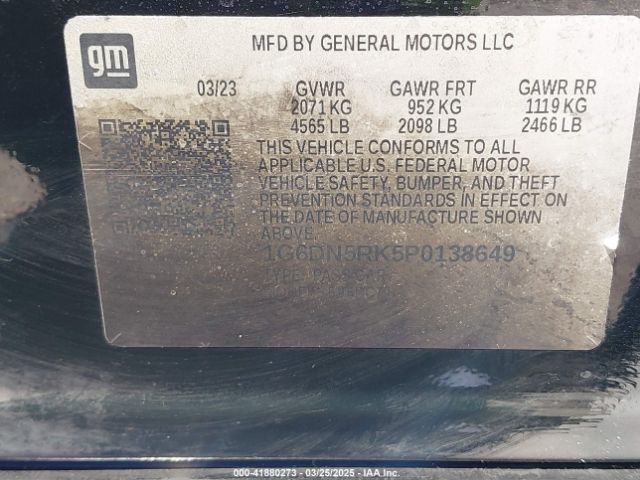 gm
MFD BY GENERAL MOTORS LLC
03/23 GVWR GAWR FRT GAWR RR
2071 KG 952 KG 1119 KG
4565 LB 2098 LB 2466 LB
THIS VEHICLE CONFORMS TO ALL
APPLICABLE U.S. FEDERAL MOTOR
VEHICLE SAFETY, BUMPER, AND THEFT
PREVENTION STANDARDS IN EFFECT ON
THE DATE OF MANUFACTURE SHOWN
ABOVE.
1G6DN5RK5P0138649
TYPE: PASS CAR
000-41880273 - 03/25/2025 - IAA Inc.